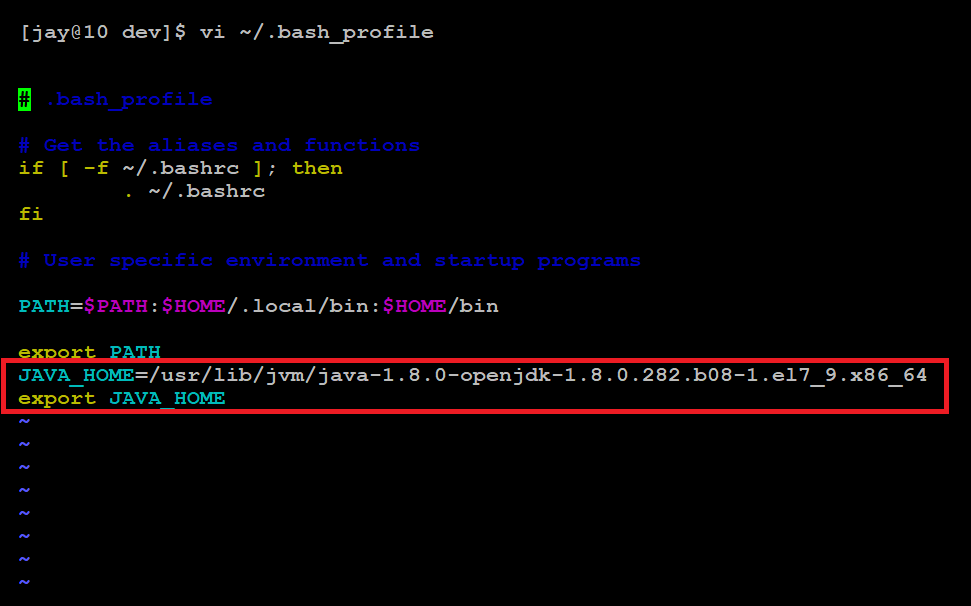 [jay@10 dev]$ vi ~/.bash_profile
# .bash_profile
# Get the aliases and functions
if [ -f ~/.bashrc ]; then
        . ~/.bashrc
fi
# User specific environment and startup programs
PATH=$PATH:$HOME/.local/bin:$HOME/bin
export PATH
JAVA_HOME=/usr/lib/jvm/java-1.8.0-openjdk-1.8.0.282.b08-1.el7_9.x86_64
export JAVA_HOME
~
~
~
~
~
~
~
~